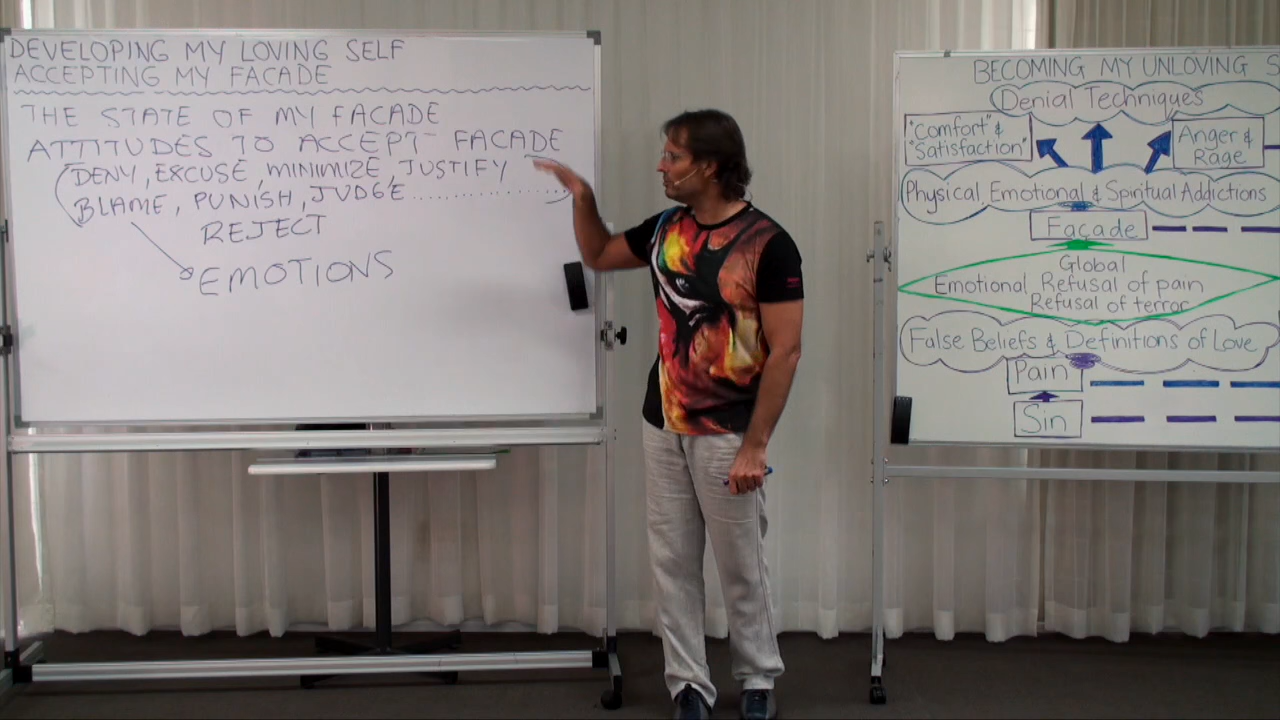 DEVELOPING MY LOVING SELF
ACCEPTING MY FACADE
THE STATE OF MY FACADE
ATTITUDES TO ACCEPT FACADE
(DENY, EXCUSE, MINIMIZE, JUSTIFY
BLAME, PUNISH, JUDGE..............)
REJECT
EMOTIONS
BECOMING MY UNLOVING S
Denial Techniques
"Comfort" &
"Satisfaction"
Anger &
Rage
Physical Emotional & Spiritual Addictions
Façade
Global
Emotional Refusal of pain
Refusal of terror
False Beliefs & Definitions of Love
Pain
Sin